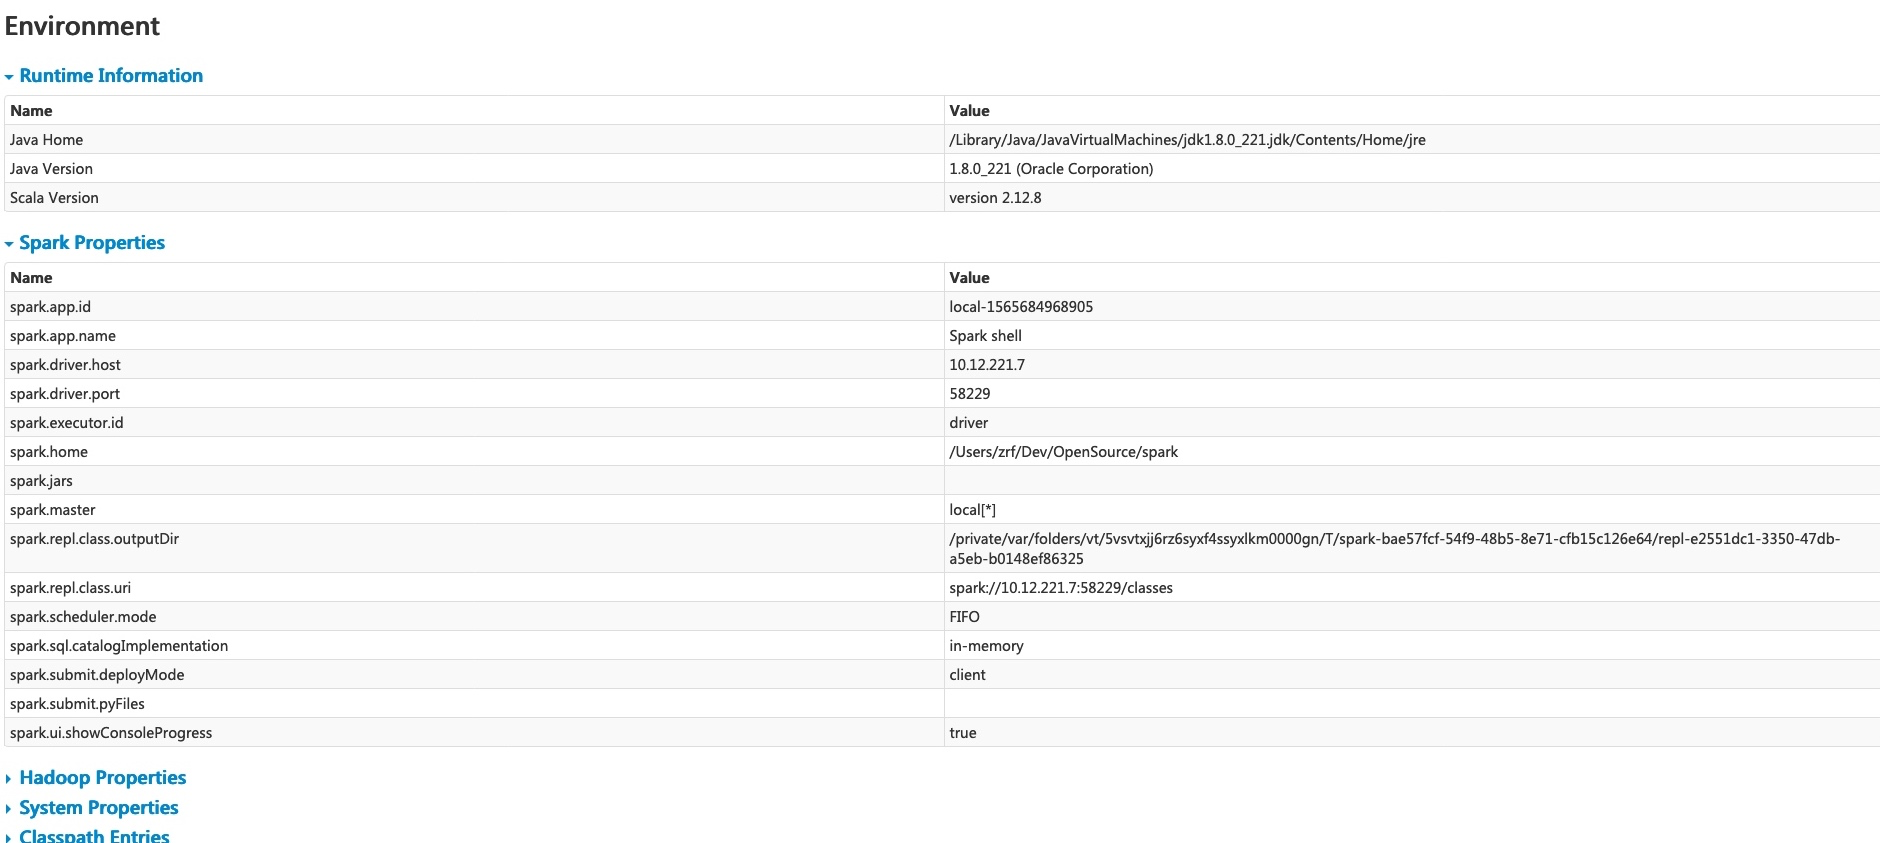 Environment
Runtime Information
Name Value
Java Home /Library/Java/JavaVirtualMachines/jdk1.8.0_221.jdk/Contents/Home/jre
Java Version 1.8.0_221 (Oracle Corporation)
Scala Version version 2.12.8
Spark Properties
Name Value
spark.app.id local-1565684968905
spark.app.name Spark shell
spark.driver.host 10.12.221.7
spark.driver.port 58229
spark.executor.id driver
spark.home /Users/zrf/Dev/OpenSource/spark
spark.jars
spark.master local[*]
spark.repl.class.outputDir /private/var/folders/vt/5vsvtxjj6rz6syxf4ssyxlkm0000gn/T/spark-bae57fcf-54f9-48b5-8e71-cfb15c126e64/repl-e2551dc1-3350-47db-
a5eb-b0148ef86325
spark.repl.class.uri spark://10.12.221.7:58229/classes
spark.scheduler.mode FIFO
spark.sql.catalogImplementation in-memory
spark.submit.deployMode client
spark.submit.pyFiles
spark.ui.showConsoleProgress true
Hadoop Properties
System Properties
Classpath Entries